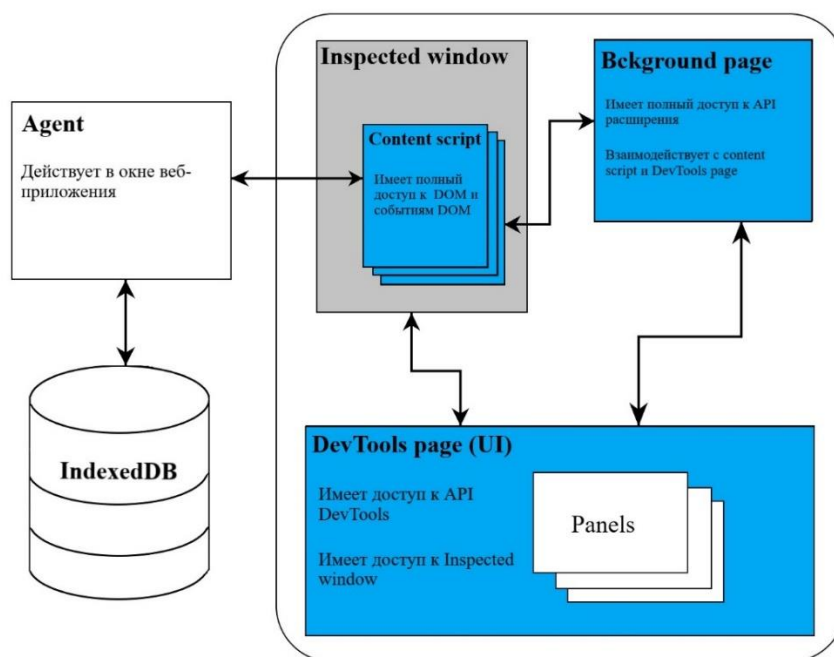 Inspected window
Content script
Имеет полный
доступ к DOM и
событиям DOM
Bckground page
Имеет полный доступ к API
расширения
Взаимодействует с content
script и DevTools page
Agent
Действует в окне веб-
приложения
IndexedDB
DevTools page (UI)
Имеет доступ к API
DevTools
Имеет доступ к Inspected
window
Panels